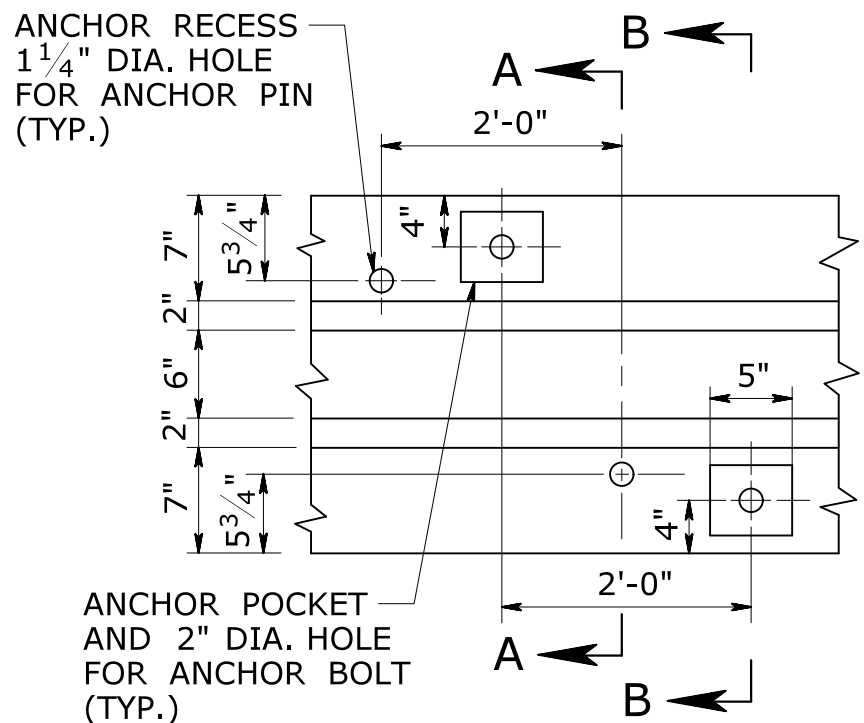 ANCHOR RECESS
1 1/4" DIA. HOLE
FOR ANCHOR PIN
(TYP.)
B
A
2'-0"
7"
5 3/4"
4"
2"
6"
5"
2"
7"
5 3/4"
4"
2'-0"
ANCHOR POCKET
AND 2" DIA. HOLE
FOR ANCHOR BOLT
(TYP.)
A
B